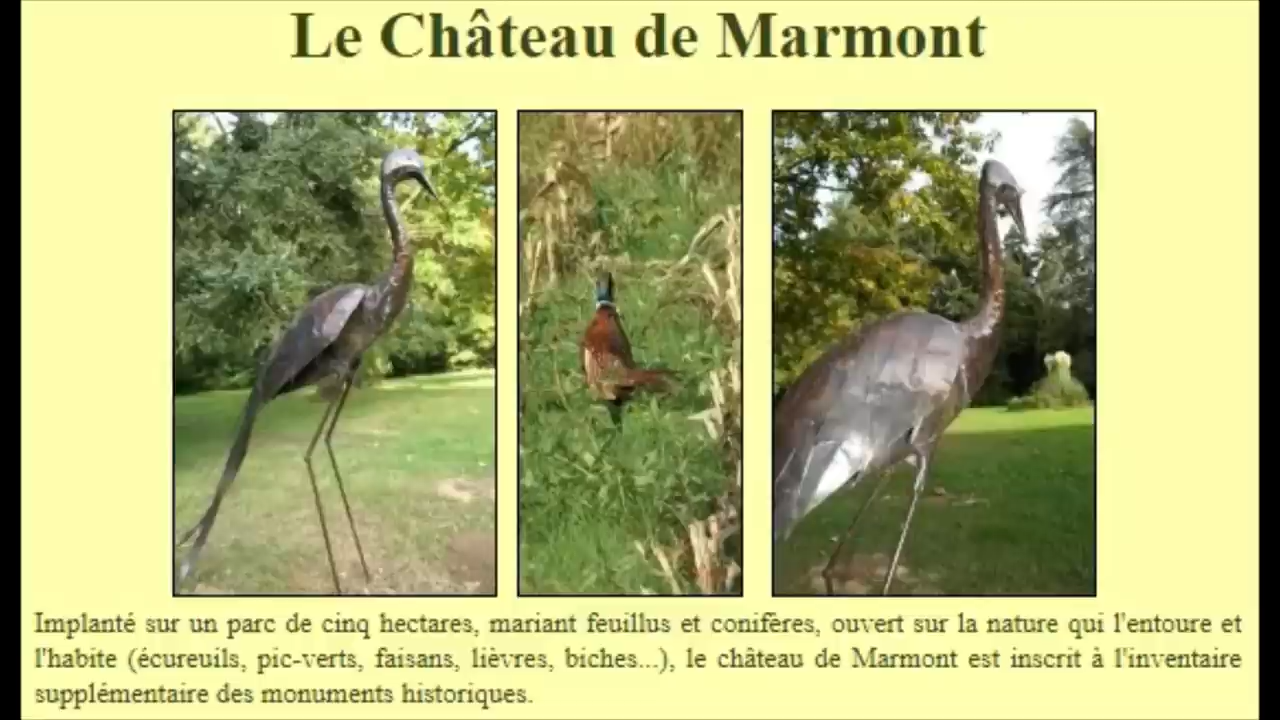 Le Château de Marmont
Implanté sur un parc de cinq hectares, mariant feuillus et conifères, ouvert sur la nature qui l'entoure et
l'habite (écureuils, pic-verts, faisans, lièvres, biches...), le château de Marmont est inscrit à l'inventaire
supplémentaire des monuments historiques.